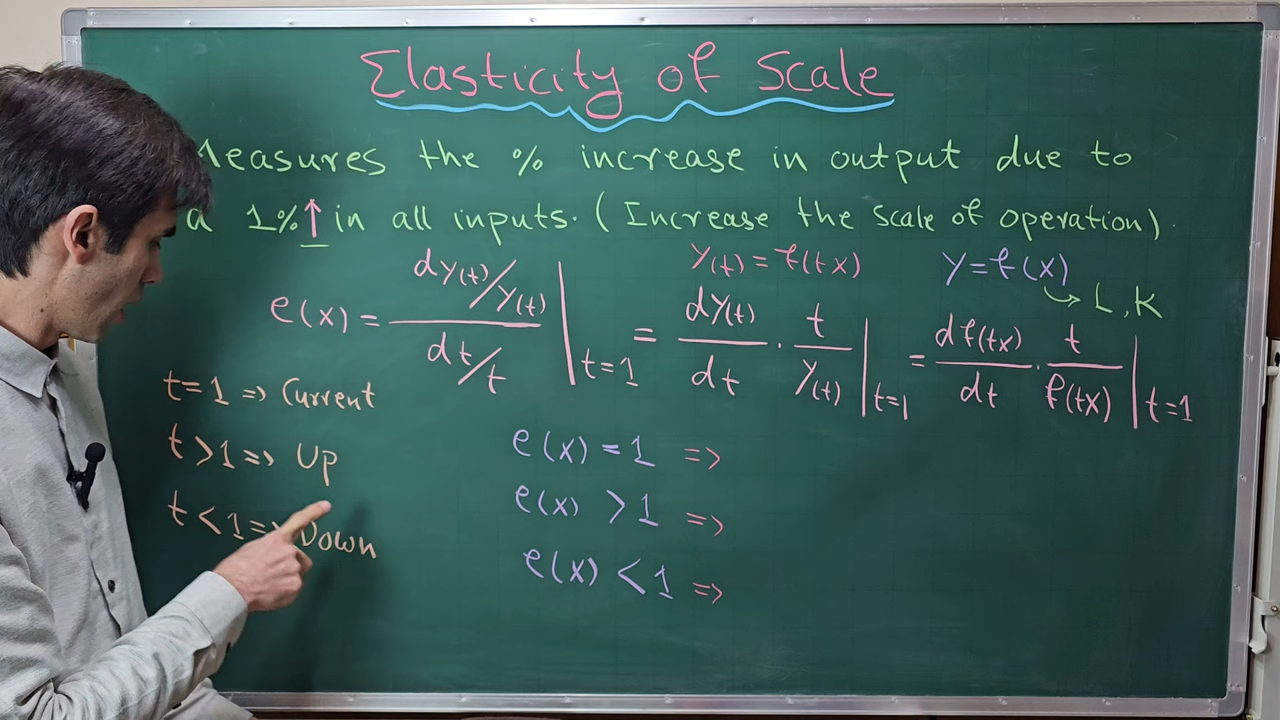 Elasticity of Scale
Measures the % increase in output due to
a 1%↑ in all inputs. (Increase the scale of operation).
y(t) = f(tx)
y=f(x)
→ L, K
e(x) = dy(t)/y(t) / dt/t |t=1 = dy(t)/dt · t/y(t) |t=1 = df(tx)/dt · t/f(tx) |t=1
t=1 => Current
t>1 => Up
t<1 => Down
e(x) = 1 =>
e(x) > 1 =>
e(x) < 1 =>